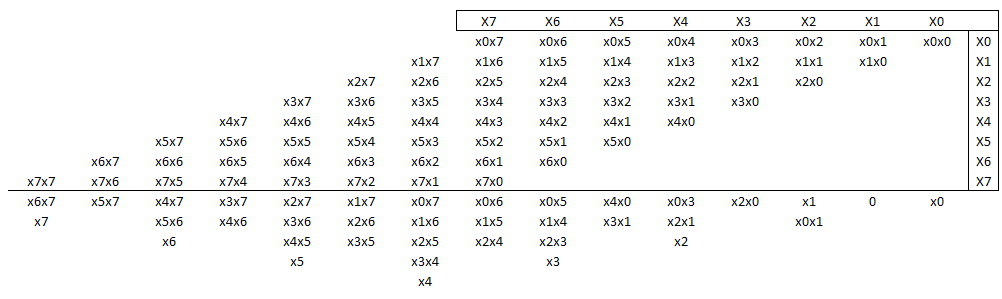 X7 X6 X5 X4 X3 X2 X1 X0
x0x7 x0x6 x0x5 x0x4 x0x3 x0x2 x0x1 x0x0 X0
x1x7 x1x6 x1x5 x1x4 x1x3 x1x2 x1x1 x1x0 X1
x2x7 x2x6 x2x5 x2x4 x2x3 x2x2 x2x1 x2x0 X2
x3x7 x3x6 x3x5 x3x4 x3x3 x3x2 x3x1 x3x0 X3
x4x7 x4x6 x4x5 x4x4 x4x3 x4x2 x4x1 x4x0 X4
x5x7 x5x6 x5x5 x5x4 x5x3 x5x2 x5x1 x5x0 X5
x6x7 x6x6 x6x5 x6x4 x6x3 x6x2 x6x1 x6x0 X6
x7x7 x7x6 x7x5 x7x4 x7x3 x7x2 x7x1 x7x0 X7
x6x7 x5x7 x4x7 x3x7 x2x7 x1x7 x0x7 x0x6 x0x5 x4x0 x0x3 x2x0 x1 0 x0
x7 x5x6 x4x6 x3x6 x2x6 x1x6 x1x5 x1x4 x3x1 x2x1 x0x1
x6 x4x5 x3x5 x2x5 x2x4 x2x3 x2
x5 x3x4 x3
x4